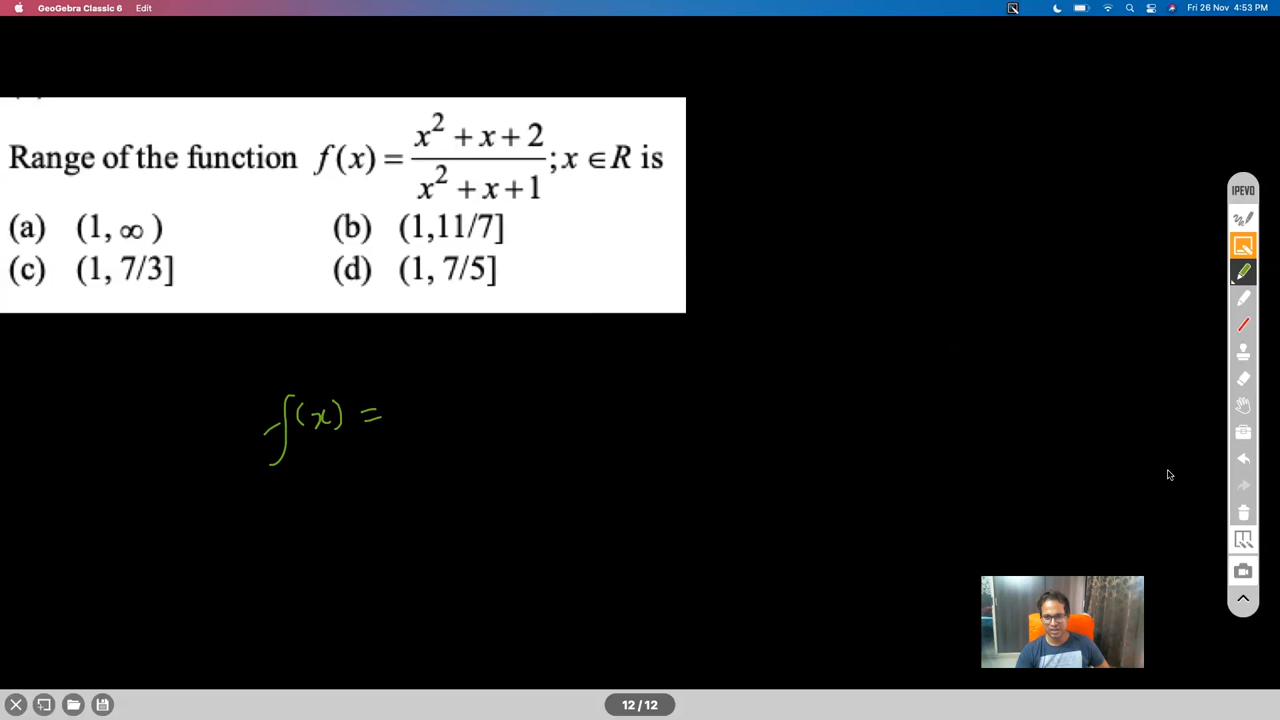 GeoGebra Classic 6 Edit Fri 26 Nov 4:53 PM
Range of the function f(x) = \frac{x^2 + x + 2}{x^2 + x + 1} ; x ∈ R is
(a) (1, ∞) (b) (1,11/7]
(c) (1, 7/3] (d) (1, 7/5]
IPEVO
f(x) =
12 / 12